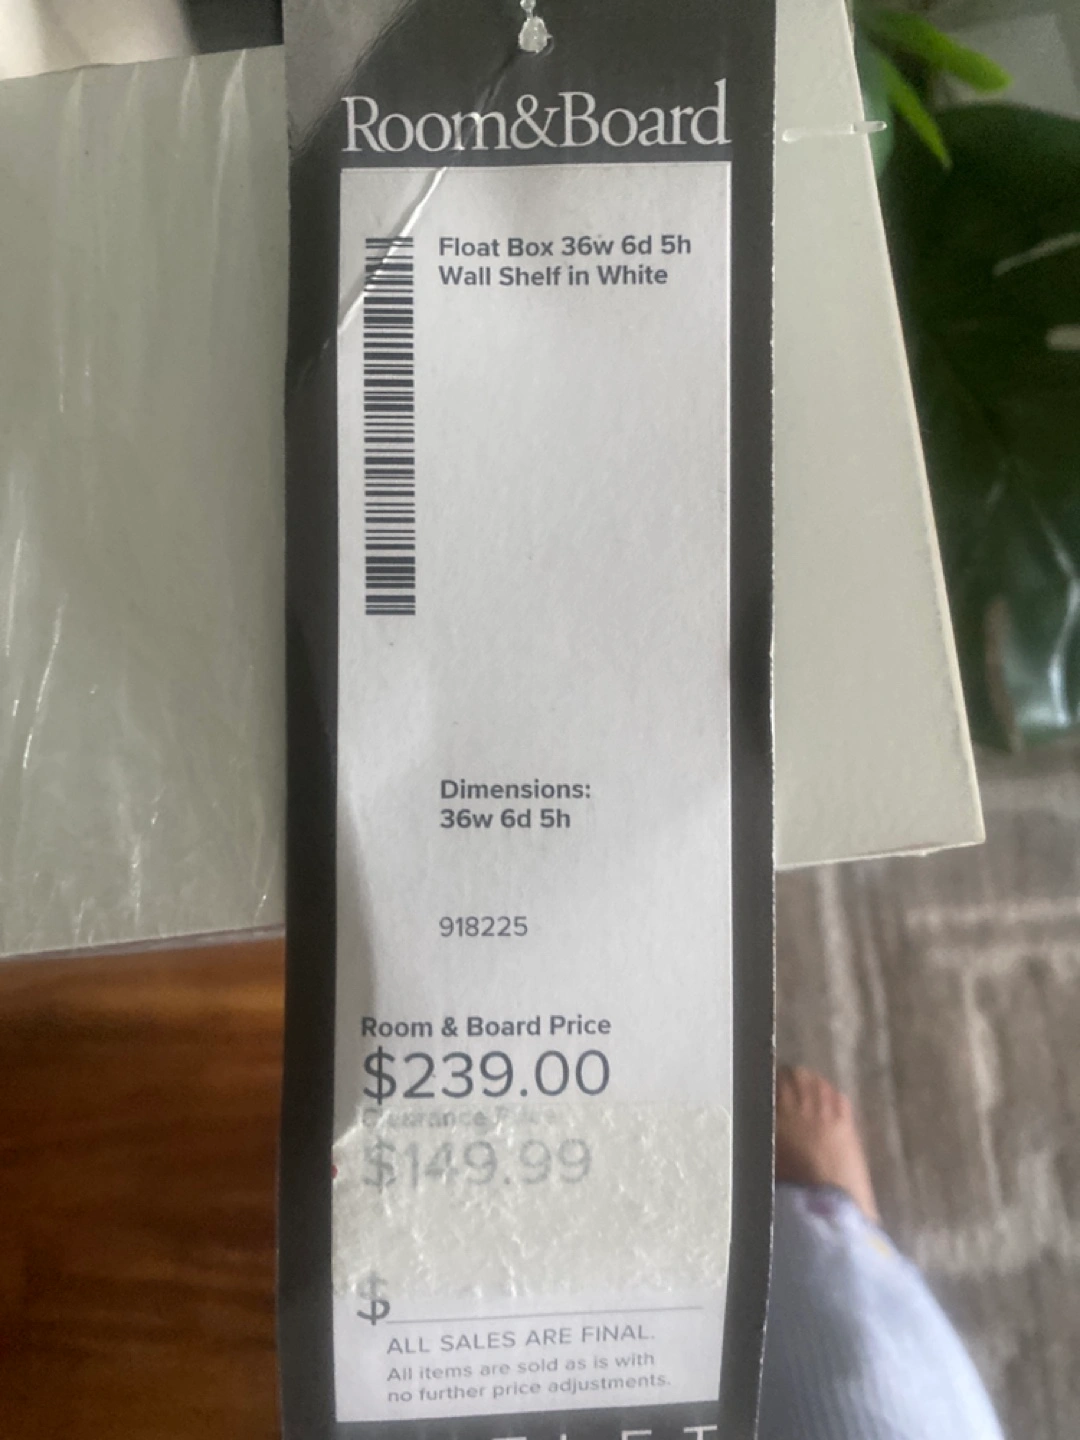 Room&Board
Float Box 36w 6d 5h
Wall Shelf in White
Dimensions:
36w 6d 5h
918225
Room & Board Price
$239.00
Clearance Price
$149.99
$
ALL SALES ARE FINAL.
All items are sold as is with
no further price adjustments.